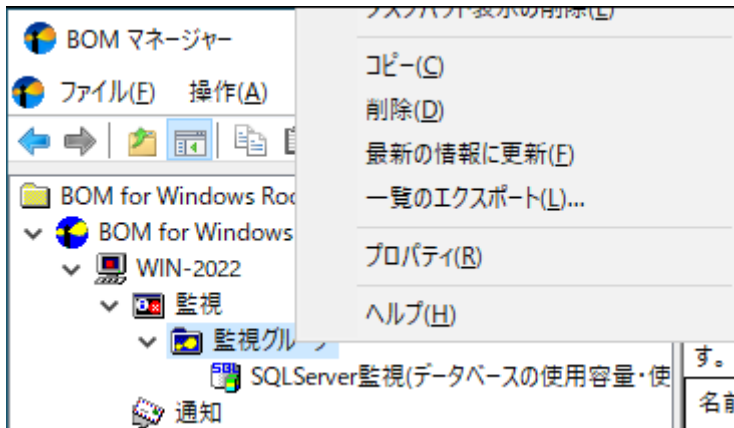 BOM マネージャー
ファイル(F) 操作(A)
コピー(C)
削除(D)
最新の情報に更新(F)
一覧のエクスポート(L)...
プロパティ(R)
ヘルプ(H)
BOM for Windows
BOM for Windows
WIN-2022
監視
監視グル
SQLServer監視(データベースの使用容量・使
通知
す。
名前